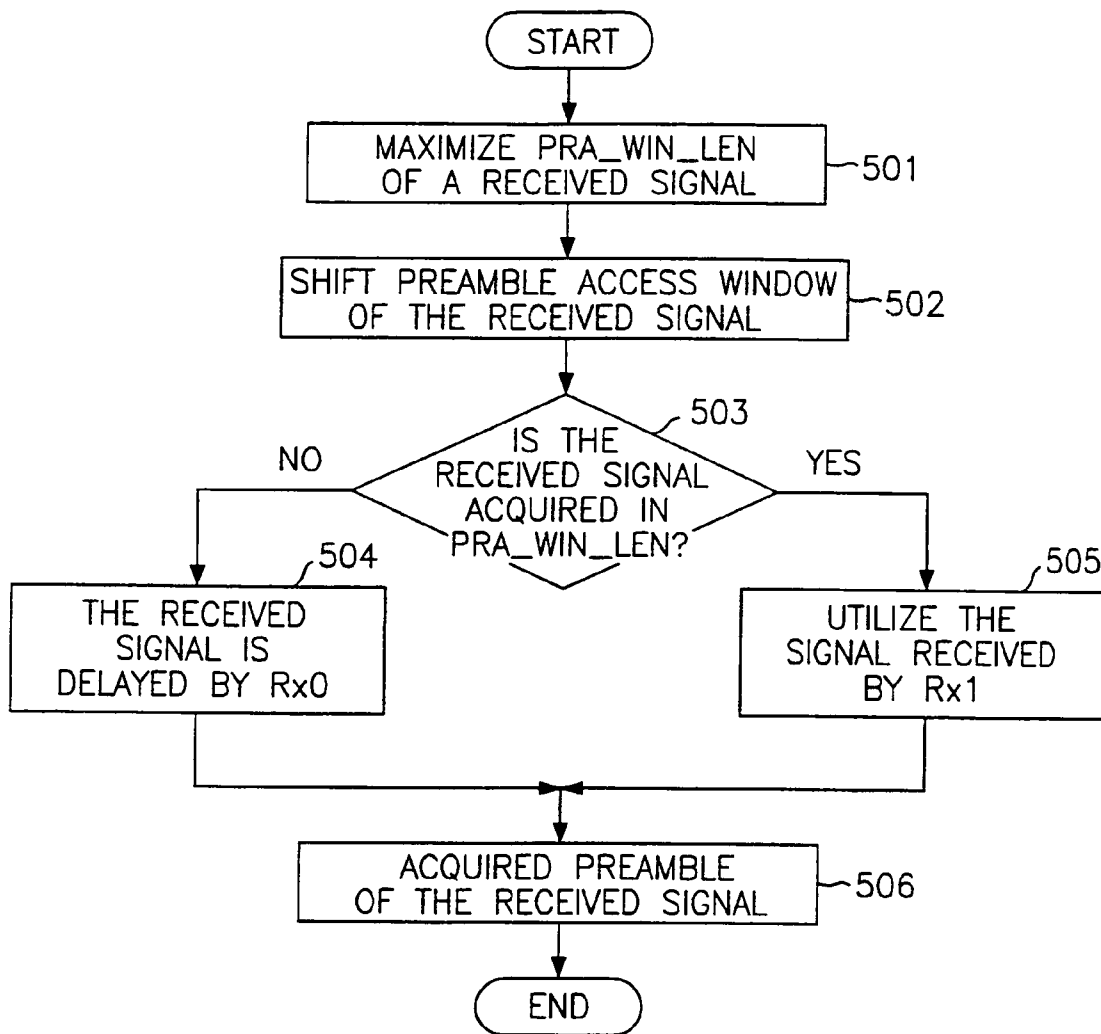 START
MAXIMIZE PRA_WIN_LEN
OF A RECEIVED SIGNAL
501
SHIFT PREAMBLE ACCESS WINDOW
OF THE RECEIVED SIGNAL
502
503
IS THE
RECEIVED SIGNAL
ACQUIRED IN
PRA_WIN_LEN?
NO
YES
504
THE RECEIVED
SIGNAL IS
DELAYED BY Rx0
505
UTILIZE THE
SIGNAL RECEIVED
BY Rx1
ACQUIRED PREAMBLE
OF THE RECEIVED SIGNAL
506
END